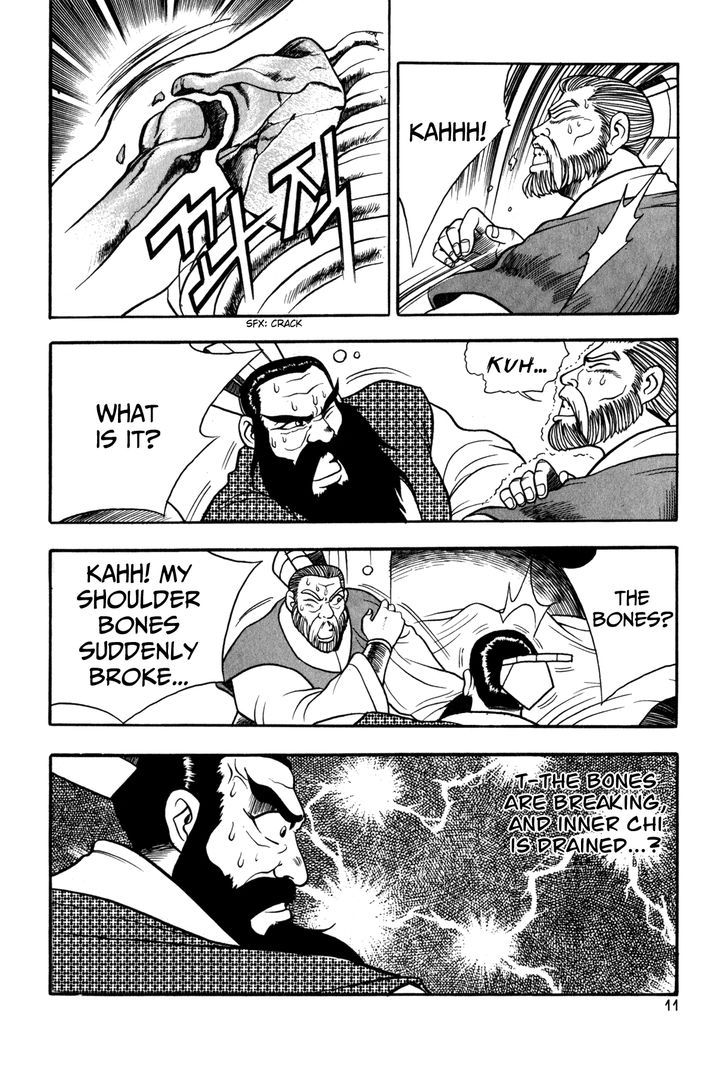 꽈직
SFX: CRACK
KAHHH!
WHAT
IS IT?
KUH...
KAHH! MY
SHOULDER
BONES
SUDDENLY
BROKE...
THE
BONES?
T-THE BONES
ARE BREAKING,
AND INNER CHI
IS DRAINED...?
11